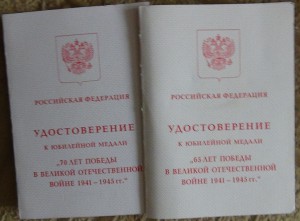 РОССИЙСКАЯ ФЕДЕРАЦИЯ
УДОСТОВЕРЕНИЕ
К ЮБИЛЕЙНОЙ МЕДАЛИ
„70 ЛЕТ ПОБЕДЫ
В ВЕЛИКОЙ ОТЕЧЕСТВЕННОЙ
ВОЙНЕ 1941–1945 гг.”
РОССИЙСКАЯ ФЕДЕРАЦИЯ
УДОСТОВЕРЕНИЕ
К ЮБИЛЕЙНОЙ МЕДАЛИ
„65 ЛЕТ ПОБЕДЫ
В ВЕЛИКОЙ ОТЕЧЕСТВЕННОЙ
ВОЙНЕ 1941–1945 гг.”